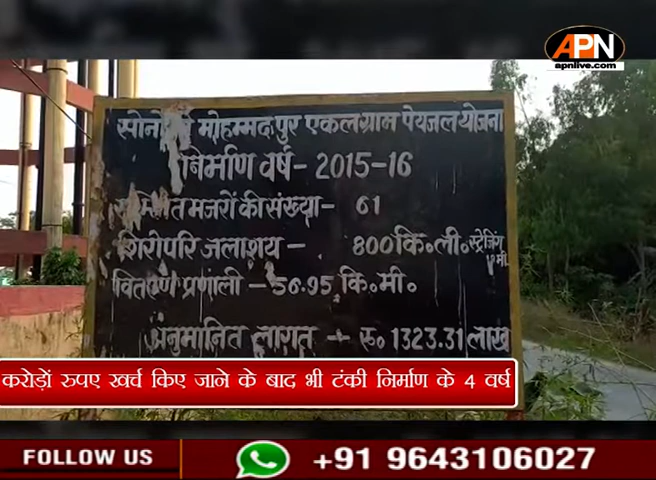 APN
apnlive.com
मोहम्मदपुर एकलग्राम पेयजल योजना
निर्माण वर्ष - 2015-16
मजरों की संख्या - 61
शिरोपरि जलाशय - 800 कि०ली० स्ट्रेजिंग
वितरण प्रणाली - 56.95 कि०मी०
अनुमानित लागत - रु० 1323.31 लाख
करोड़ों रुपए खर्च किए जाने के बाद भी टंकी निर्माण के 4 वर्ष
FOLLOW US
+91 9643106027